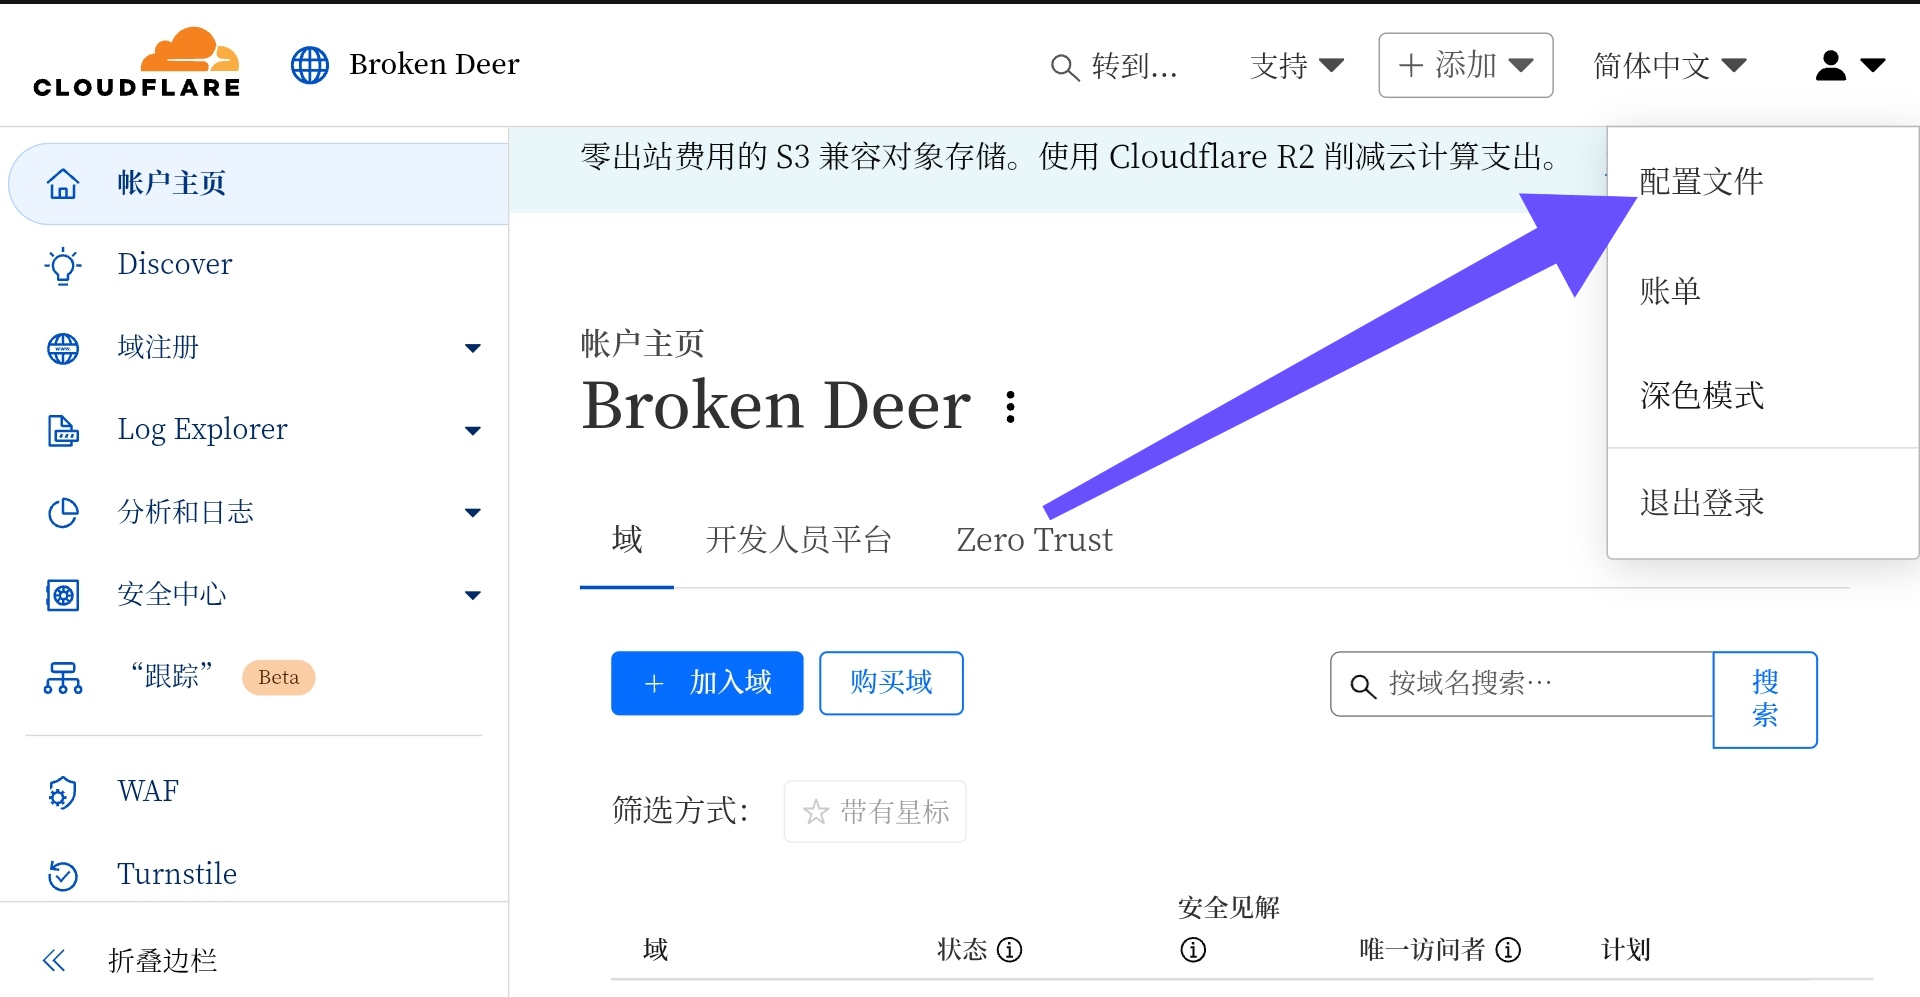 CLOUDFLARE
Broken Deer
转到...
支持
添加
简体中文
帐户主页
Discover
域注册
Log Explorer
分析和日志
安全中心
“跟踪” Beta
WAF
Turnstile
折叠边栏
零出站费用的 S3 兼容对象存储。使用 Cloudflare R2 削减云计算支出。
配置文件
账单
深色模式
退出登录
帐户主页
Broken Deer
域
开发人员平台
Zero Trust
+ 加入域
购买域
按域名搜索…
搜
索
筛选方式：
带有星标
域
状态
安全见解
唯一访问者
计划